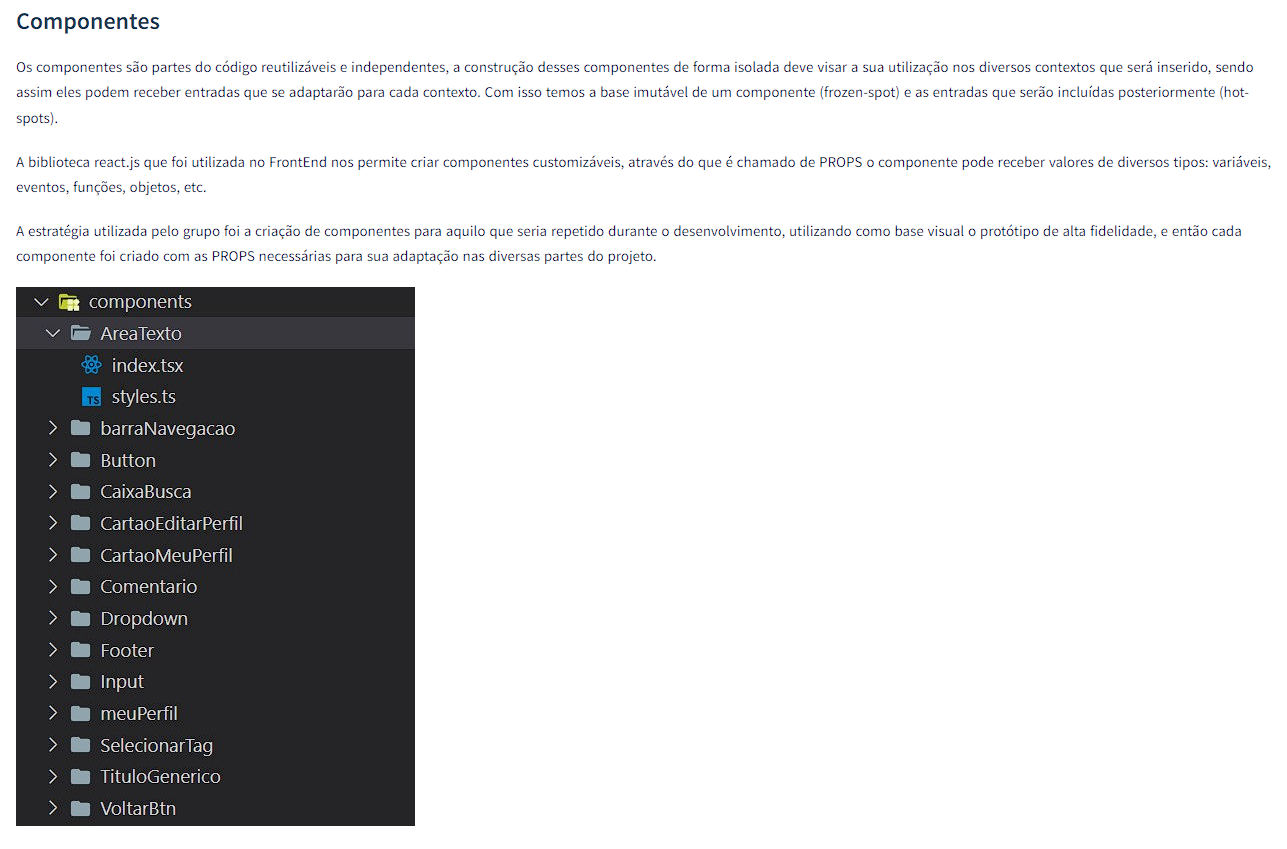 Componentes
Os componentes são partes do código reutilizáveis e independentes, a construção desses componentes de forma isolada deve visar a sua utilização nos diversos contextos que será inserido, sendo
assim eles podem receber entradas que se adaptarão para cada contexto. Com isso temos a base imutável de um componente (frozen-spot) e as entradas que serão incluídas posteriormente (hot-
spots).
A biblioteca react.js que foi utilizada no FrontEnd nos permite criar componentes customizáveis, através do que é chamado de PROPS o componente pode receber valores de diversos tipos: variáveis,
eventos, funções, objetos, etc.
A estratégia utilizada pelo grupo foi a criação de componentes para aquilo que seria repetido durante o desenvolvimento, utilizando como base visual o protótipo de alta fidelidade, e então cada
componente foi criado com as PROPS necessárias para sua adaptação nas diversas partes do projeto.
components
AreaTexto
index.tsx
TS styles.ts
barraNavegacao
Button
CaixaBusca
CartaoEditarPerfil
CartaoMeuPerfil
Comentario
Dropdown
Footer
Input
meuPerfil
SelecionarTag
TituloGenerico
VoltarBtn